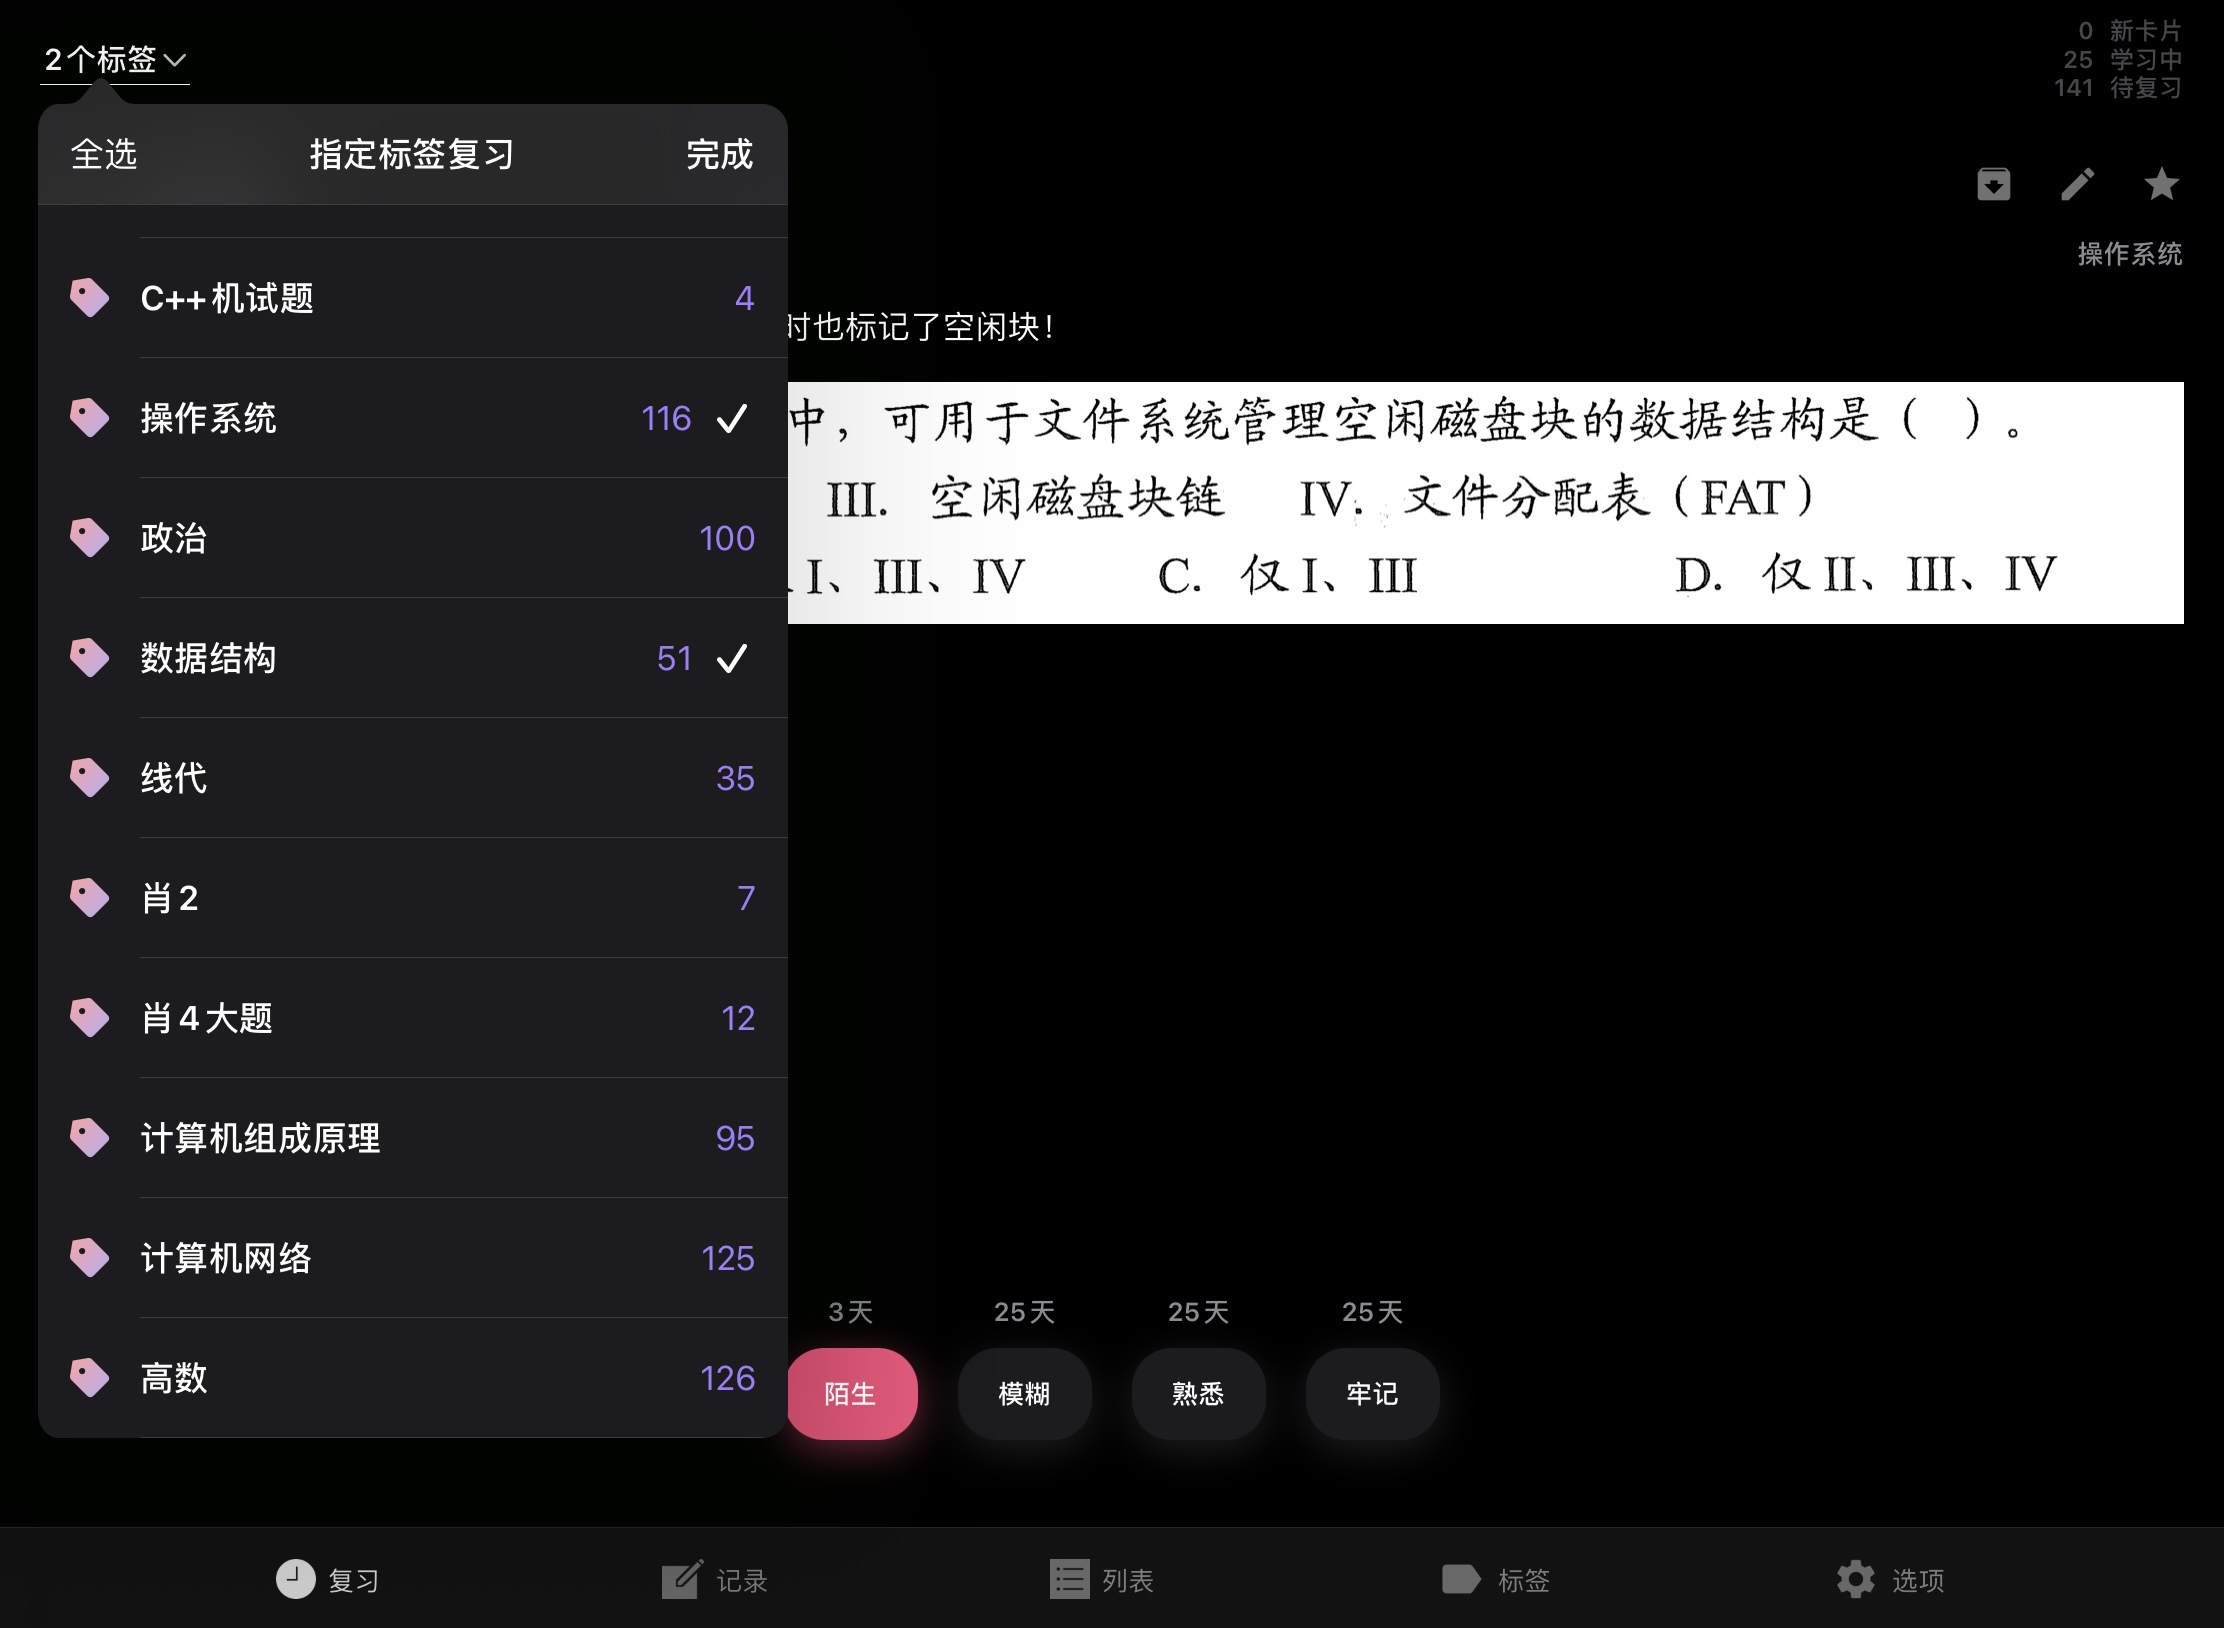 2个标签
0 新卡片
25 学习中
141 待复习
全选 指定标签复习 完成
操作系统
C++机试题 4
操作系统 116
政治 100
数据结构 51
线代 35
肖2 7
肖4大题 12
计算机组成原理 95
计算机网络 125
高数 126
时也标记了空闲块！
中，可用于文件系统管理空闲磁盘块的数据结构是（ ）。
III. 空闲磁盘块链 IV. 文件分配表（FAT）
I、III、IV C. 仅 I、III D. 仅 II、III、IV
3天 25天 25天 25天
陌生 模糊 熟悉 牢记
复习 记录 列表 标签 选项